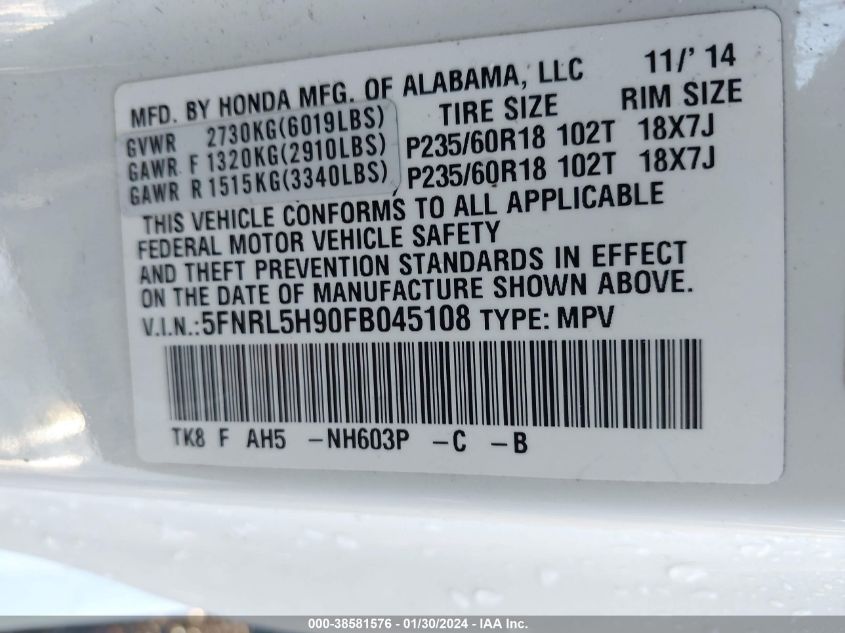 MFD. BY HONDA MFG. OF ALABAMA, LLC 11/' 14
TIRE SIZE RIM SIZE
GVWR 2730KG(6019LBS)
GAWR F 1320KG(2910LBS) P235/60R18 102T 18X7J
GAWR R 1515KG(3340LBS) P235/60R18 102T 18X7J
THIS VEHICLE CONFORMS TO ALL APPLICABLE
FEDERAL MOTOR VEHICLE SAFETY
AND THEFT PREVENTION STANDARDS IN EFFECT
ON THE DATE OF MANUFACTURE SHOWN ABOVE.
V.I.N.:5FNRL5H90FB045108 TYPE: MPV
TK8 F AH5 -NH603P -C -B
000-38581576 - 01/30/2024 - IAA Inc.